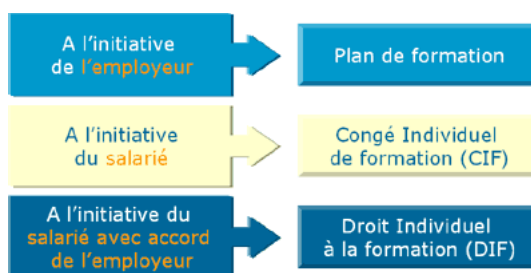 A l'initiative
de l'employeur
Plan de formation
A l'initiative
du salarié
Congé Individuel
de formation (CIF)
A l'initiative du
salarié avec accord
de l'employeur
Droit Individuel
à la formation (DIF)